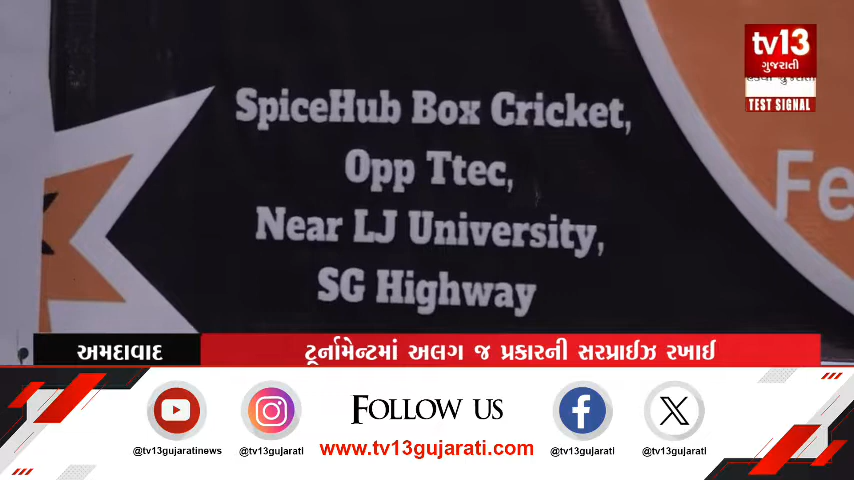 tv13
ગુજરાતી
TEST SIGNAL
SpiceHub Box Cricket,
Opp Ttec,
Near LJ University,
SG Highway
Fe
અમદાવાદ
ટૂર્નામેન્ટમાં અલગ જ પ્રકારની સરપ્રાઈઝ રખાઈ
FOLLOW US
@tv13gujaratinews
@tv13gujarati
www.tv13gujarati.com
@tv13gujarati
@tv13gujarati